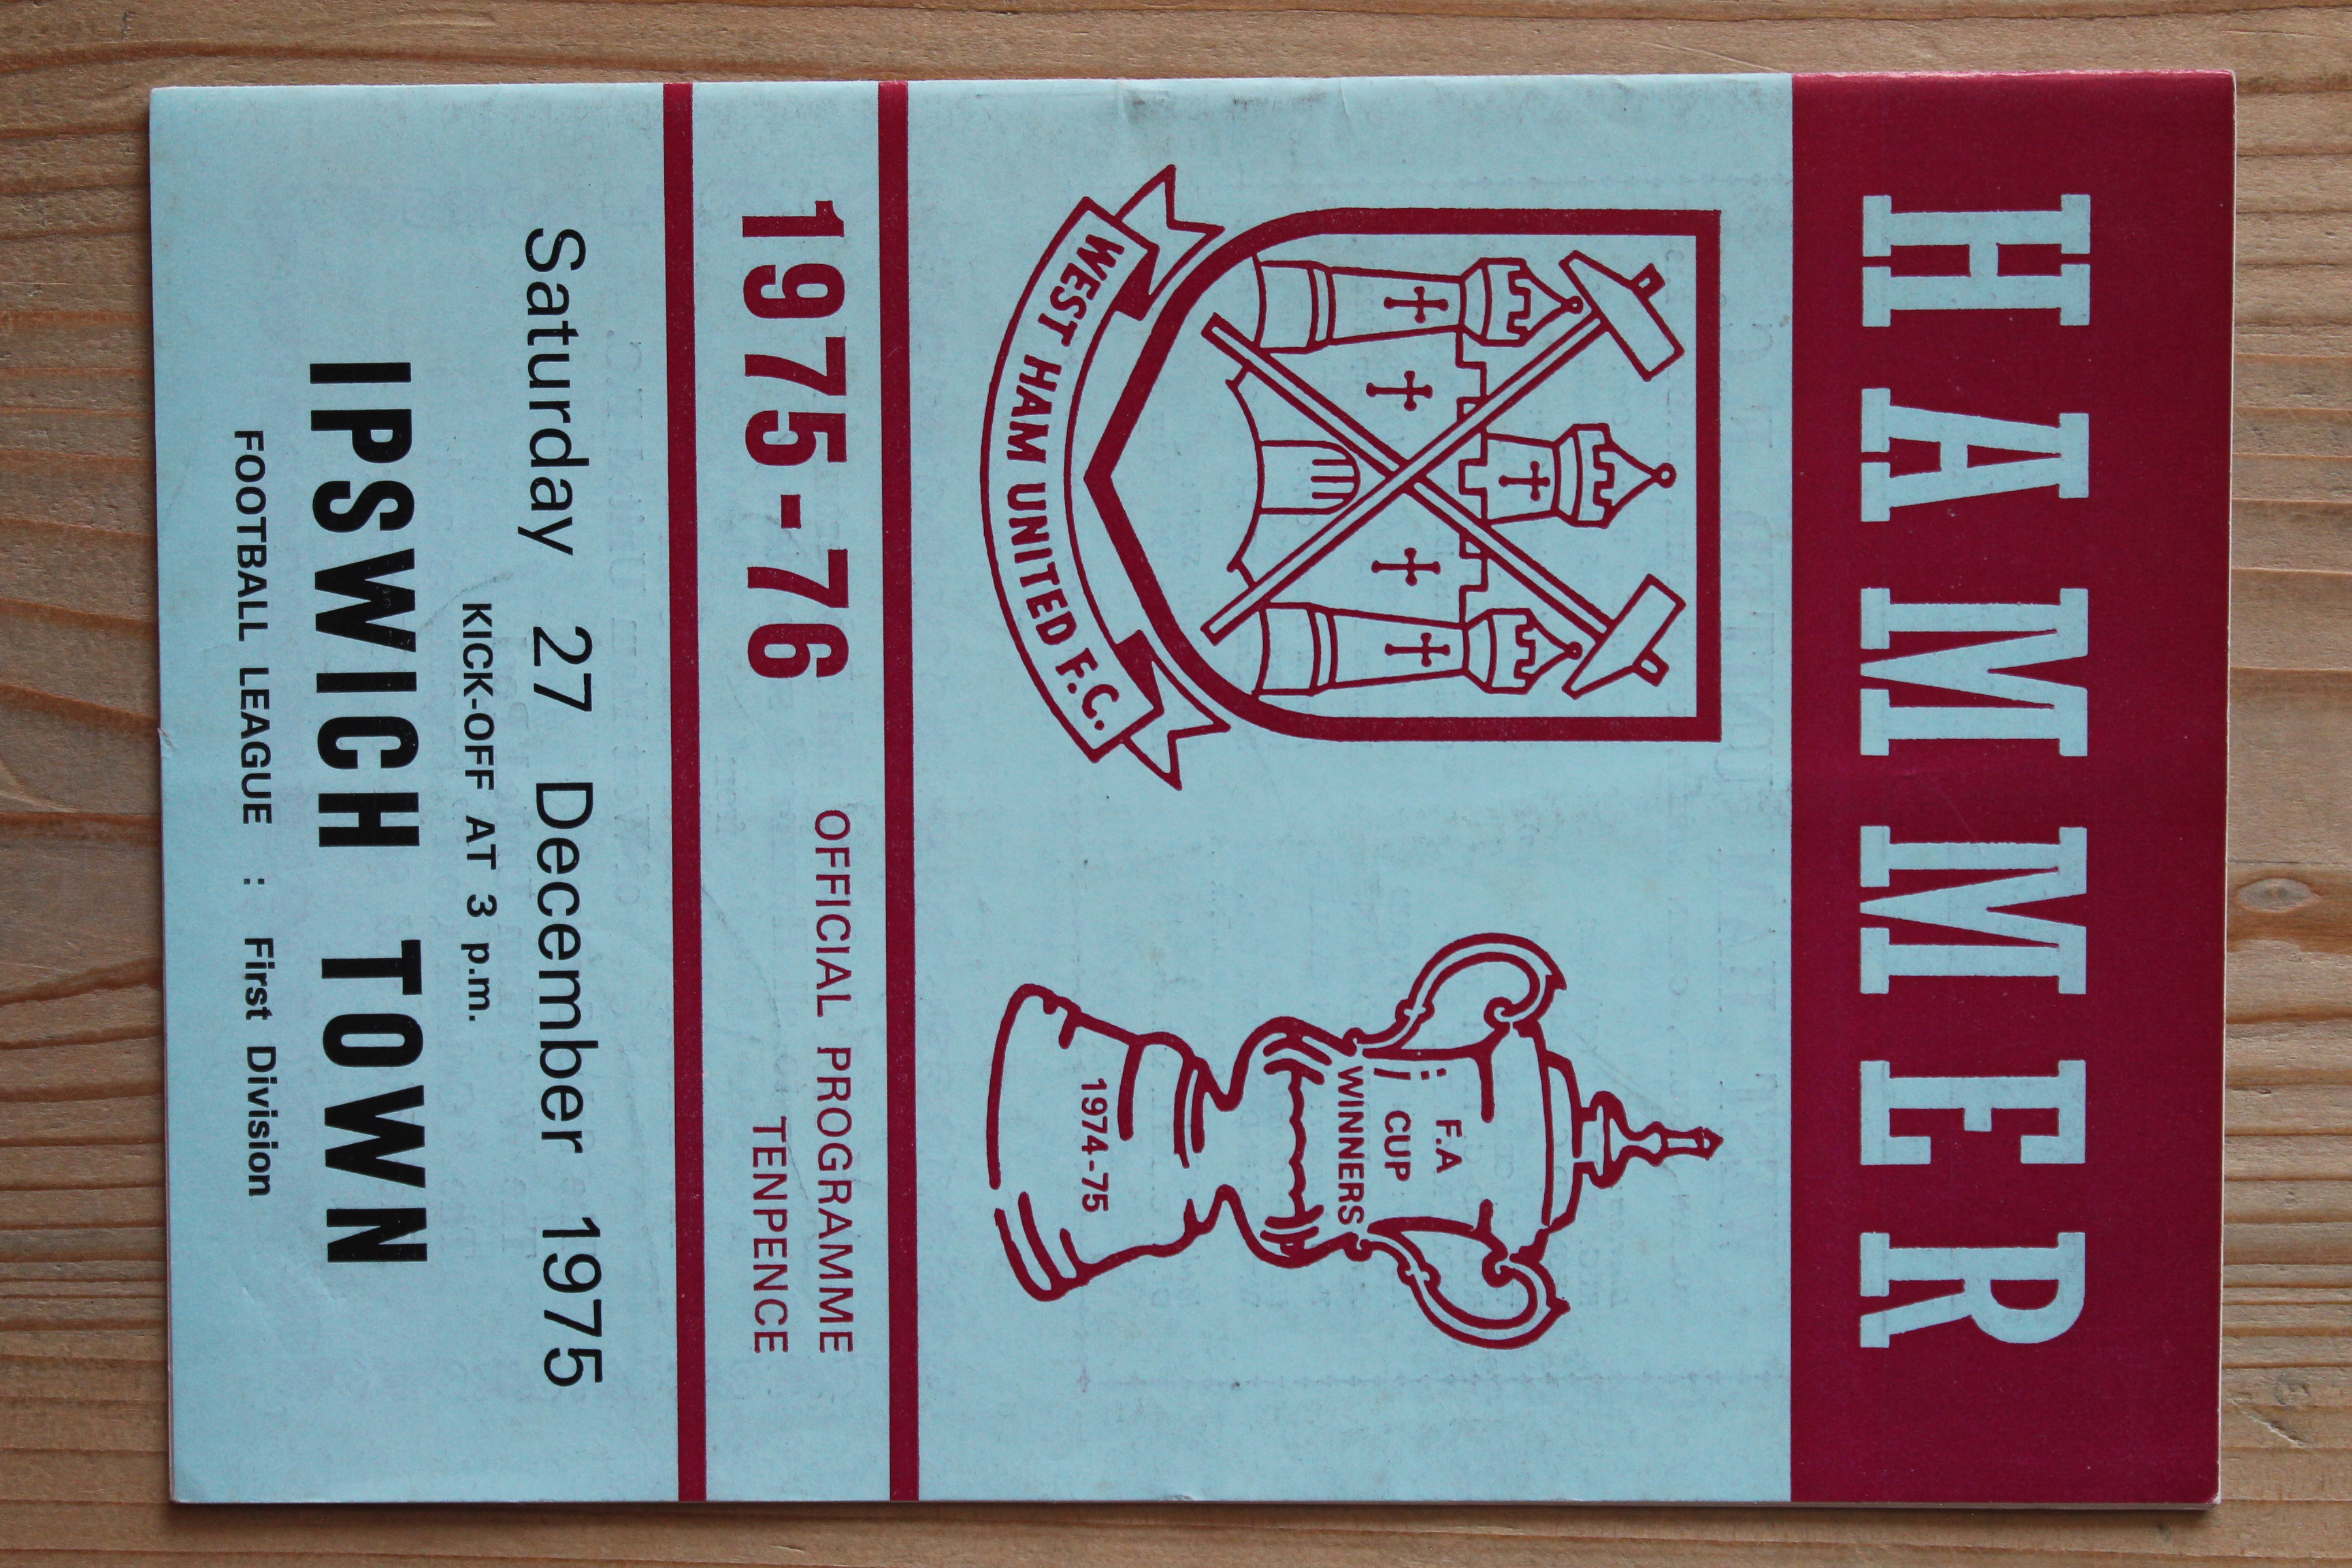 HAMMER
WEST HAM UNITED F.C.
F.A
CUP
WINNERS
1974-75
1975-76
OFFICIAL PROGRAMME
TENPENCE
Saturday 27 December 1975
KICK-OFF AT 3 p.m.
IPSWICH TOWN
FOOTBALL LEAGUE : First Division